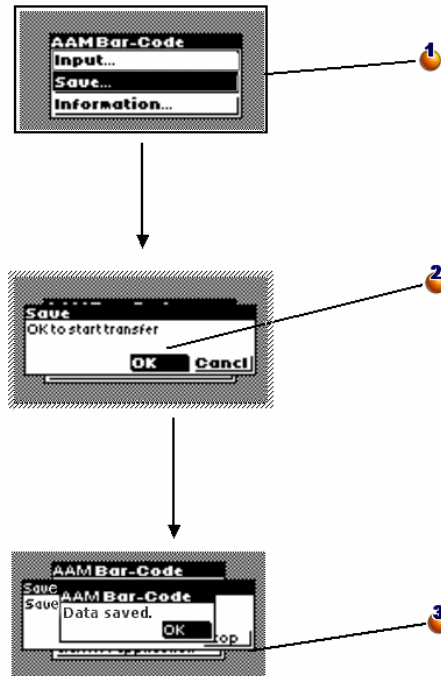 AAM Bar-Code
Input...
Save...
Information...
1
Save
OK to start transfer
OK Cancl
2
AAM Bar-Code
Save
Save
AAM Bar-Code
Data saved.
OK
3